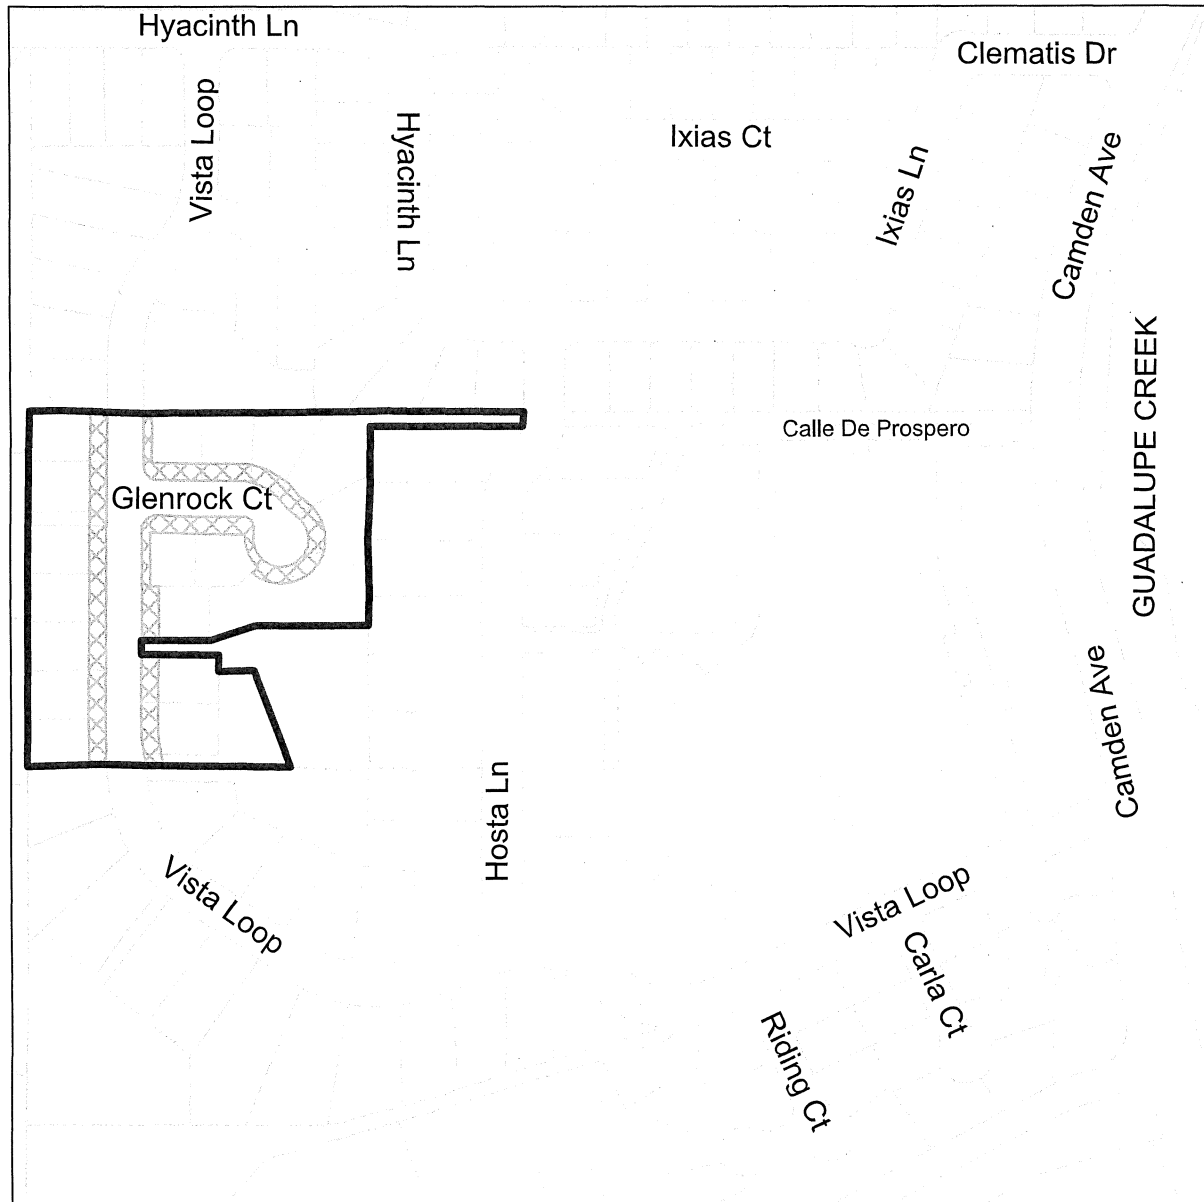 Hyacinth Ln
Clematis Dr
Vista Loop
Hyacinth Ln
Ixias Ct
Ixias Ln
Camden Ave
GUADALUPE CREEK
Calle De Prospero
Glenrock Ct
Camden Ave
Hosta Ln
Vista Loop
Vista Loop
Carla Ct
Riding Ct